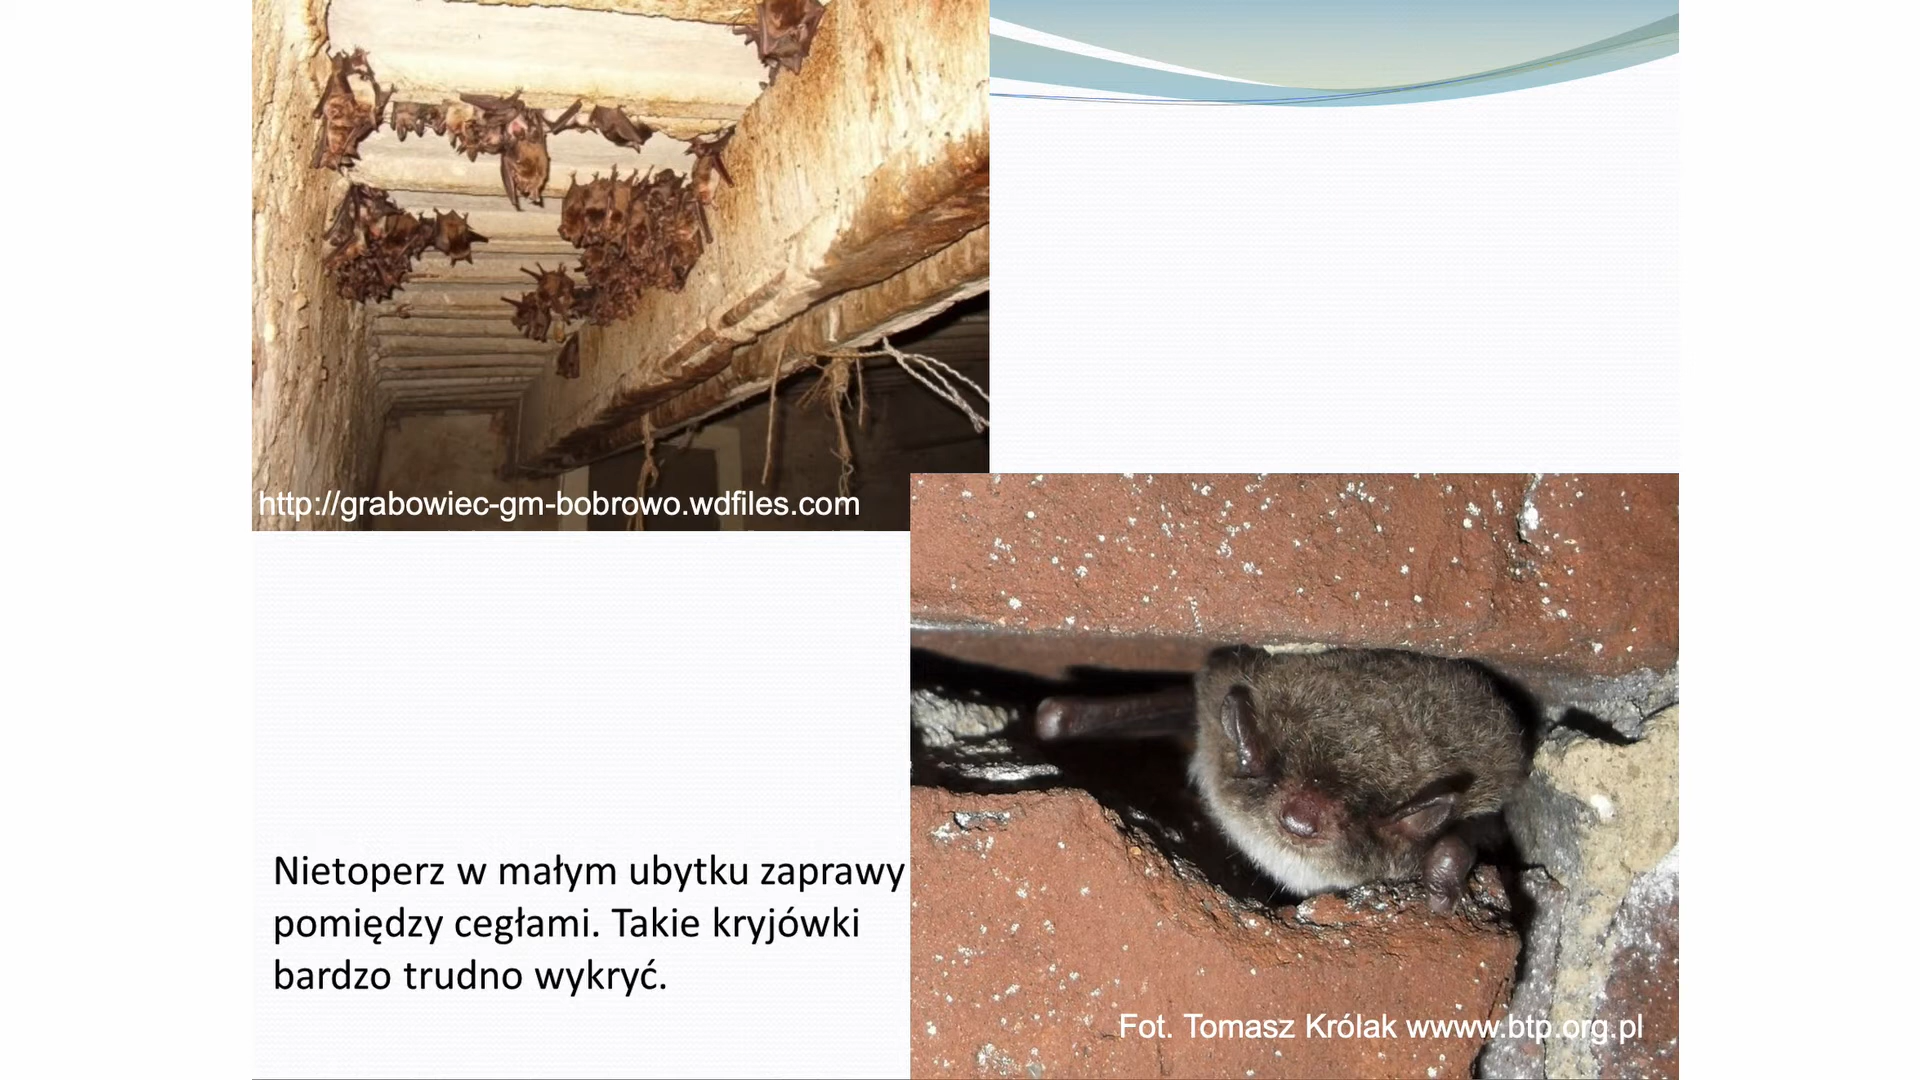 http://grabowiec-gm-bobrowo.wdfiles.com
Nietoperz w małym ubytku zaprawy
pomiędzy cegłami. Takie kryjówki
bardzo trudno wykryć.
Fot. Tomasz Królak wwww.btp.org.pl